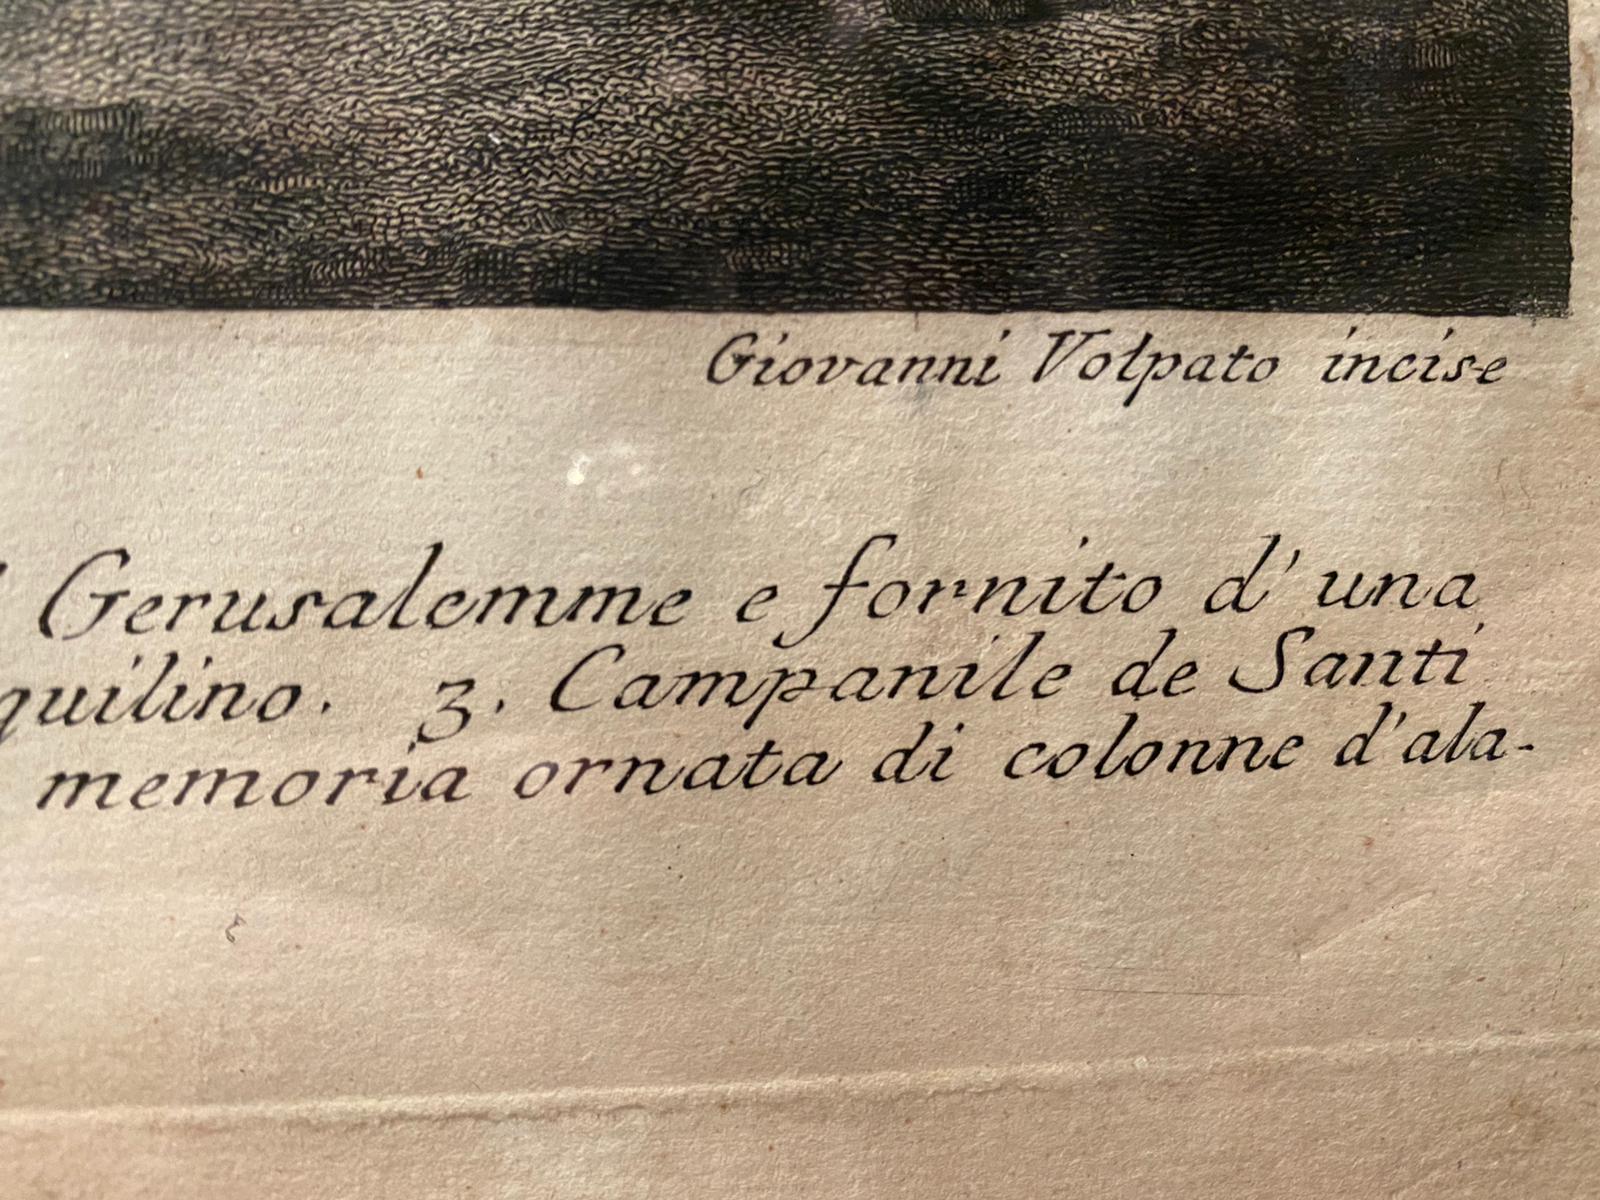 Giovanni Volpato incise
Gerusalemme e fornito d'una
quilino. 3. Campanile de Santi
memoria ornata di colonne d'ala-